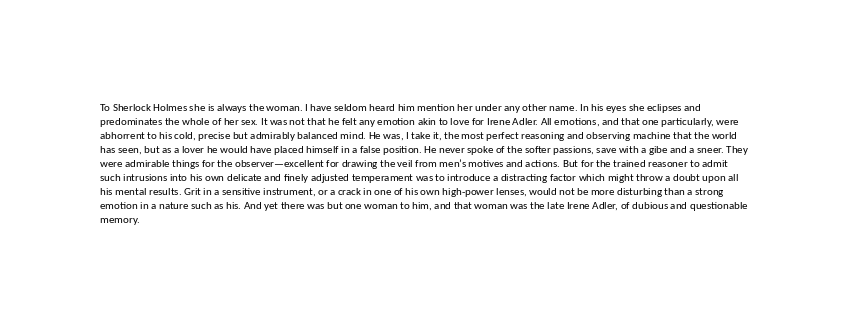 To Sherlock Holmes she is always the woman. I have seldom heard him mention her under any other name. In his eyes she eclipses and
predominates the whole of her sex. It was not that he felt any emotion akin to love for Irene Adler. All emotions, and that one particularly, were
abhorrent to his cold, precise but admirably balanced mind. He was, I take it, the most perfect reasoning and observing machine that the world
has seen, but as a lover he would have placed himself in a false position. He never spoke of the softer passions, save with a gibe and a sneer. They
were admirable things for the observer—excellent for drawing the veil from men's motives and actions. But for the trained reasoner to admit
such intrusions into his own delicate and finely adjusted temperament was to introduce a distracting factor which might throw a doubt upon all
his mental results. Grit in a sensitive instrument, or a crack in one of his own high-power lenses, would not be more disturbing than a strong
emotion in a nature such as his. And yet there was but one woman to him, and that woman was the late Irene Adler, of dubious and questionable
memory.